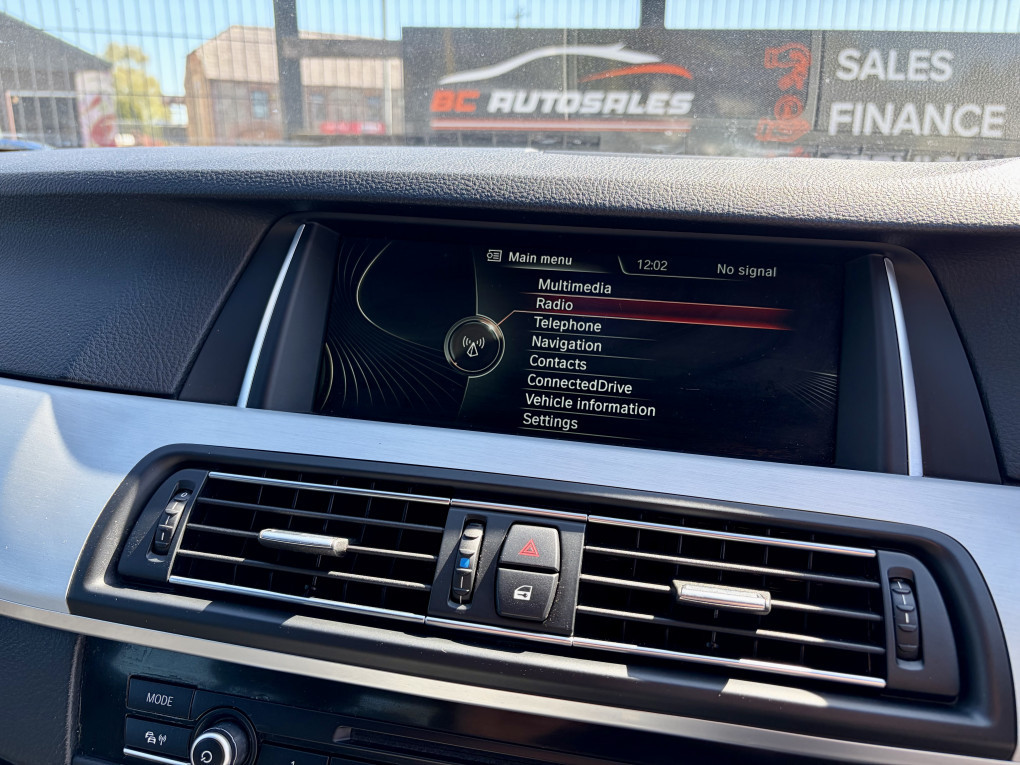 BC AUTOSALES
SALES
FINANCE
Main menu
12:02
No signal
Multimedia
Radio
Telephone
Navigation
Contacts
ConnectedDrive
Vehicle information
Settings
MODE
1